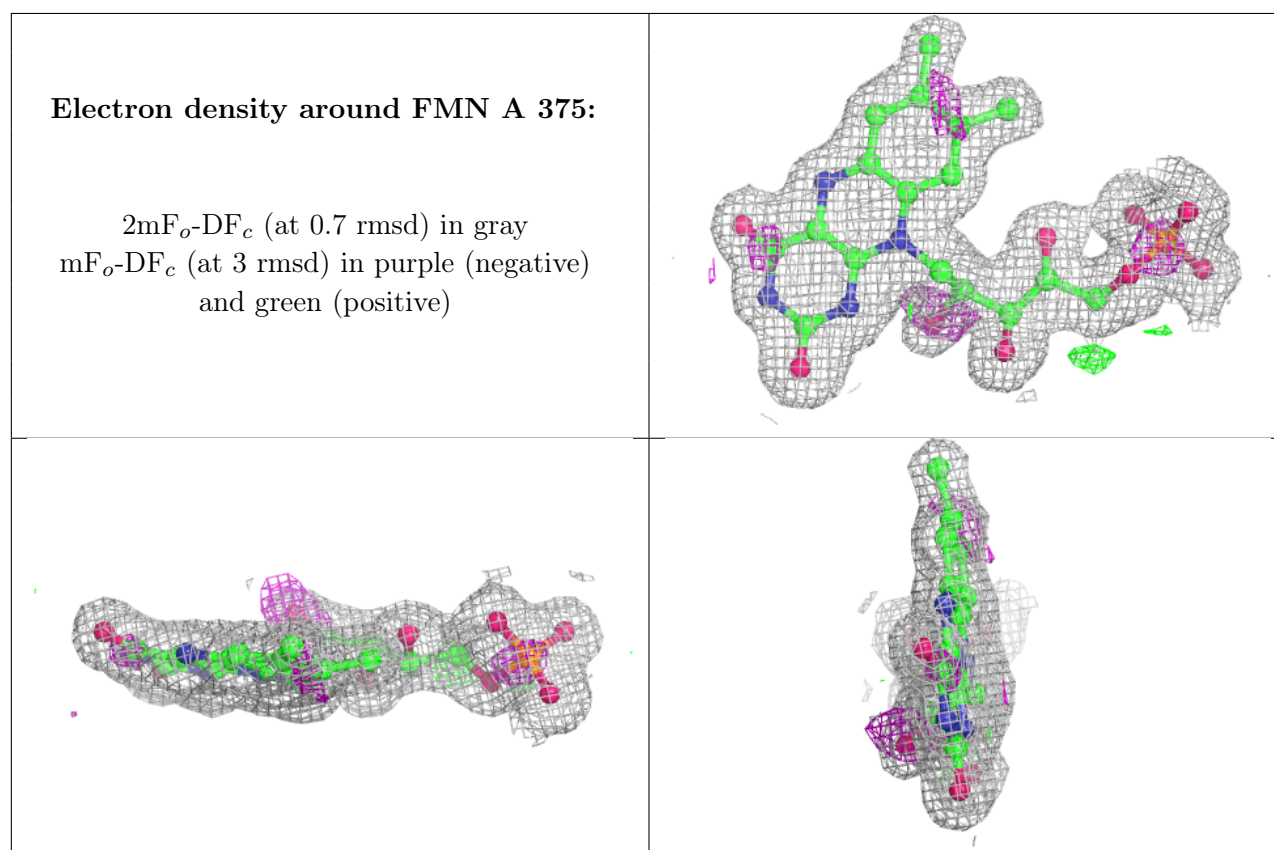 Electron density around FMN A 375:
2mFo-DFc (at 0.7 rmsd) in gray
mFo-DFc (at 3 rmsd) in purple (negative)
and green (positive)